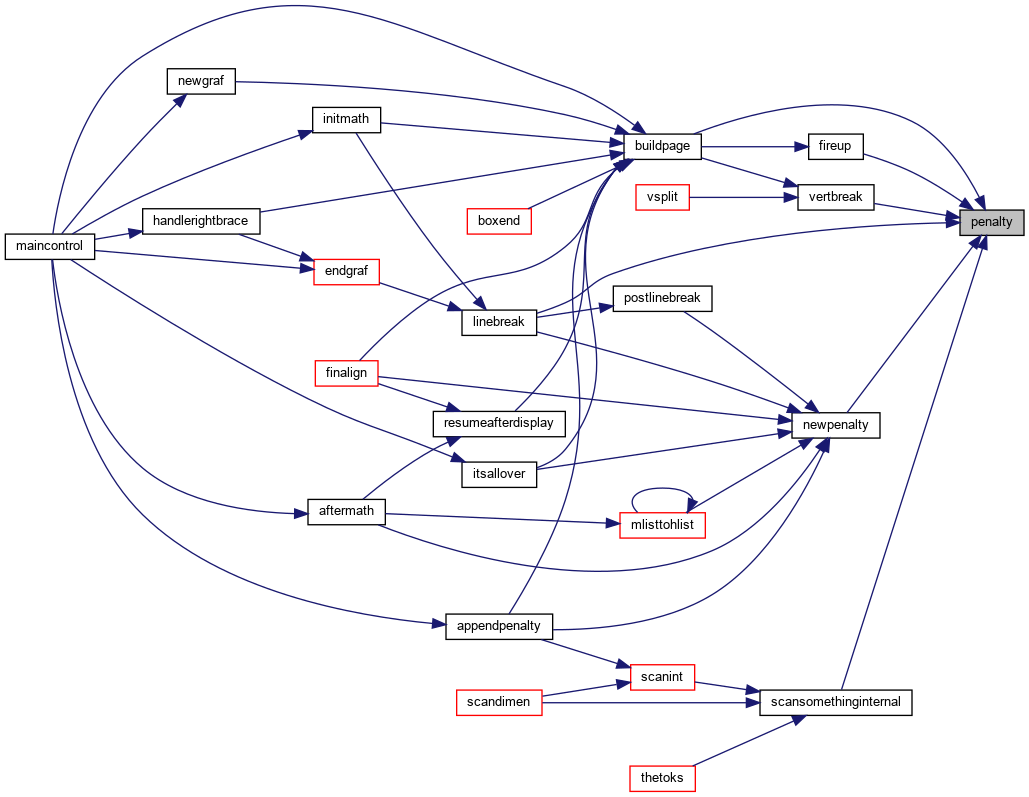 newgraf
initmath
buildpage
fireup
vsplit
vertbreak
handlerightbrace
boxend
penalty
maincontrol
endgraf
postlinebreak
linebreak
finalign
resumeafterdisplay
newpenalty
itsallover
aftermath
mlisttohlist
appendpenalty
scanint
scandimen
scansomethinginternal
thetoks